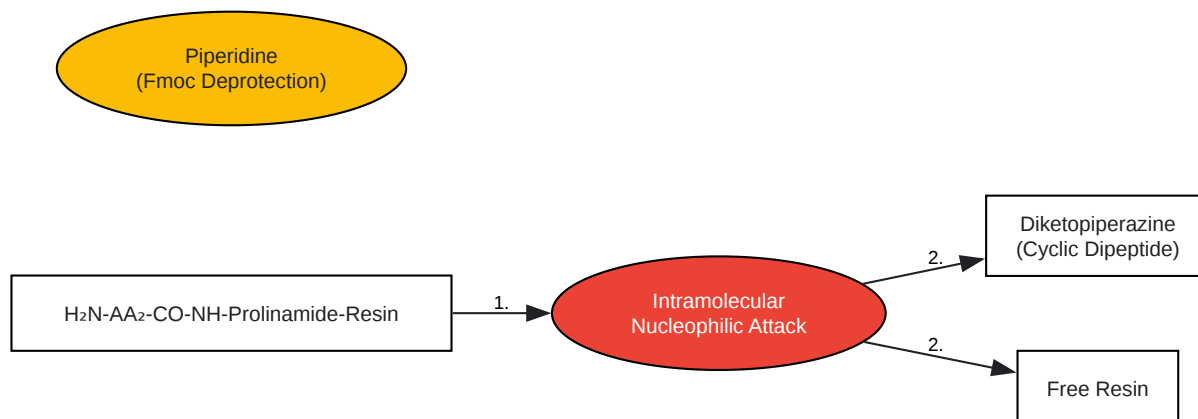 Piperidine
(Fmoc Deprotection)
H₂N-AA₂-CO-NH-Prolinamide-Resin
1.
Intramolecular
Nucleophilic Attack
2.
Diketopiperazine
(Cyclic Dipeptide)
2.
Free Resin